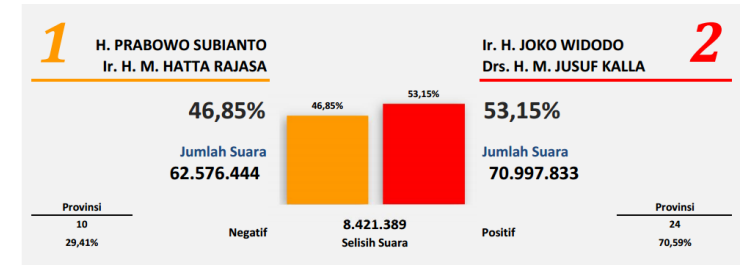 1
H. PRABOWO SUBIANTO
Ir. H. M. HATTA RAJASA
Ir. H. JOKO WIDODO
Drs. H. M. JUSUF KALLA
2
46,85%
46,85%
53,15%
53,15%
Jumlah Suara
62.576.444
Jumlah Suara
70.997.833
Provinsi
10
29,41%
Negatif
8.421.389
Selisih Suara
Positif
Provinsi
24
70,59%